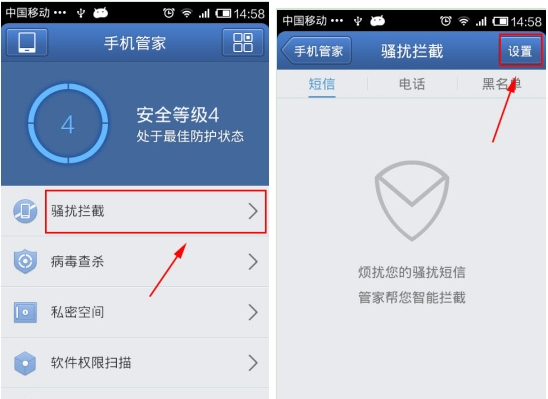 中国移动 ••• 14:58
手机管家
4
安全等级4
处于最佳防护状态
骚扰拦截
病毒查杀
私密空间
软件权限扫描
中国移动 ••• 14:58
手机管家
骚扰拦截
设置
短信
电话
黑名单
烦扰您的骚扰短信
管家帮您智能拦截